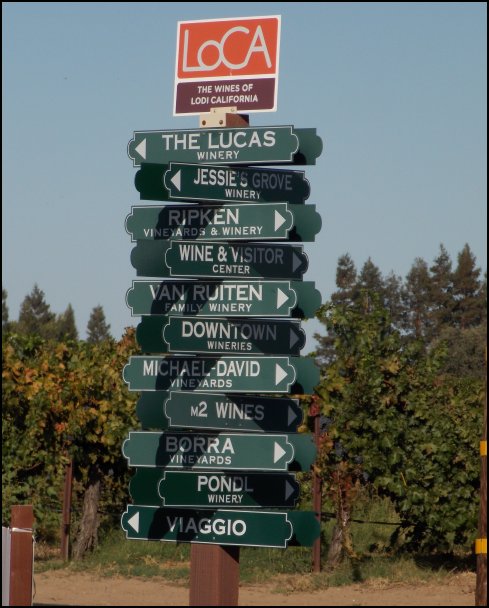 LoCA
THE WINES OF
LODI CALIFORNIA
THE LUCAS
WINERY
JESSIE'S GROVE
WINERY
RIPKEN
VINEYARDS & WINERY
WINE & VISITOR
CENTER
VAN RUITEN
FAMILY WINERY
DOWNTOWN
WINERIES
MICHAEL-DAVID
VINEYARDS
M2 WINES
BORRA
VINEYARDS
PONDL
WINERY
VIAGGIO